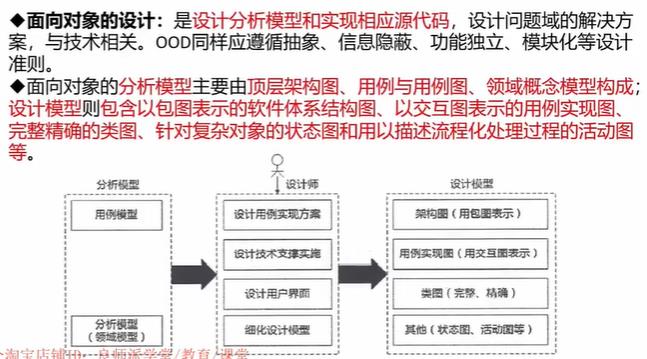 ◆面向对象的设计：是设计分析模型和实现相应源代码，设计问题域的解决方
案，与技术相关。OOD同样应遵循抽象、信息隐蔽、功能独立、模块化等设计
准则。
◆面向对象的分析模型主要由顶层架构图、用例与用例图、领域概念模型构成；
设计模型则包含以包图表示的软件体系结构图、以交互图表示的用例实现图、
完整精确的类图、针对复杂对象的状态图和用以描述流程化处理过程的活动图
等。
分析模型
用例模型
分析模型
（领域模型）
设计师
设计用例实现方案
设计技术支撑实施
设计用户界面
细化设计模型
设计模型
架构图（用包图表示）
用例实现图（用交互图表示）
类图（完整、精确）
其他（状态图、活动图等）
淘宝店铺ID：良师派学堂/教育/课堂